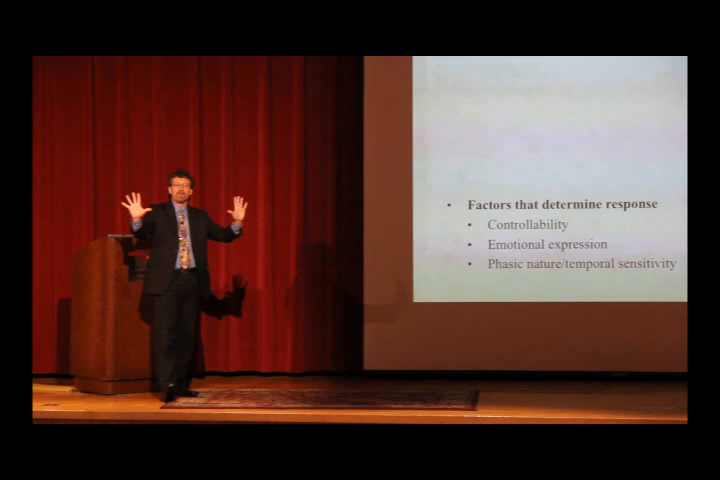 • Factors that determine response
• Controllability
• Emotional expression
• Phasic nature/temporal sensitivity